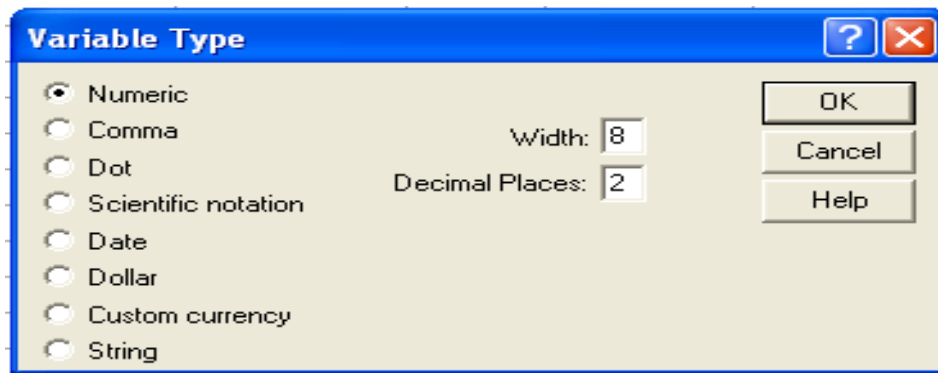 Variable Type
Numeric
Comma
Dot
Scientific notation
Date
Dollar
Custom currency
String
Width: 8
Decimal Places: 2
OK
Cancel
Help